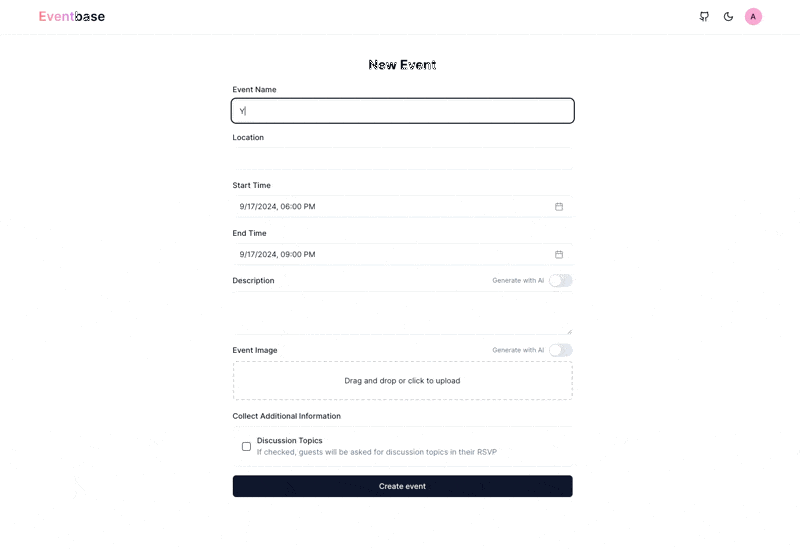 Eventbase
A
New Event
Event Name
Y
Location
Start Time
9/17/2024, 06:00 PM
End Time
9/17/2024, 09:00 PM
Description
Generate with AI
Event Image
Generate with AI
Drag and drop or click to upload
Collect Additional Information
Discussion Topics
If checked, guests will be asked for discussion topics in their RSVP
Create event